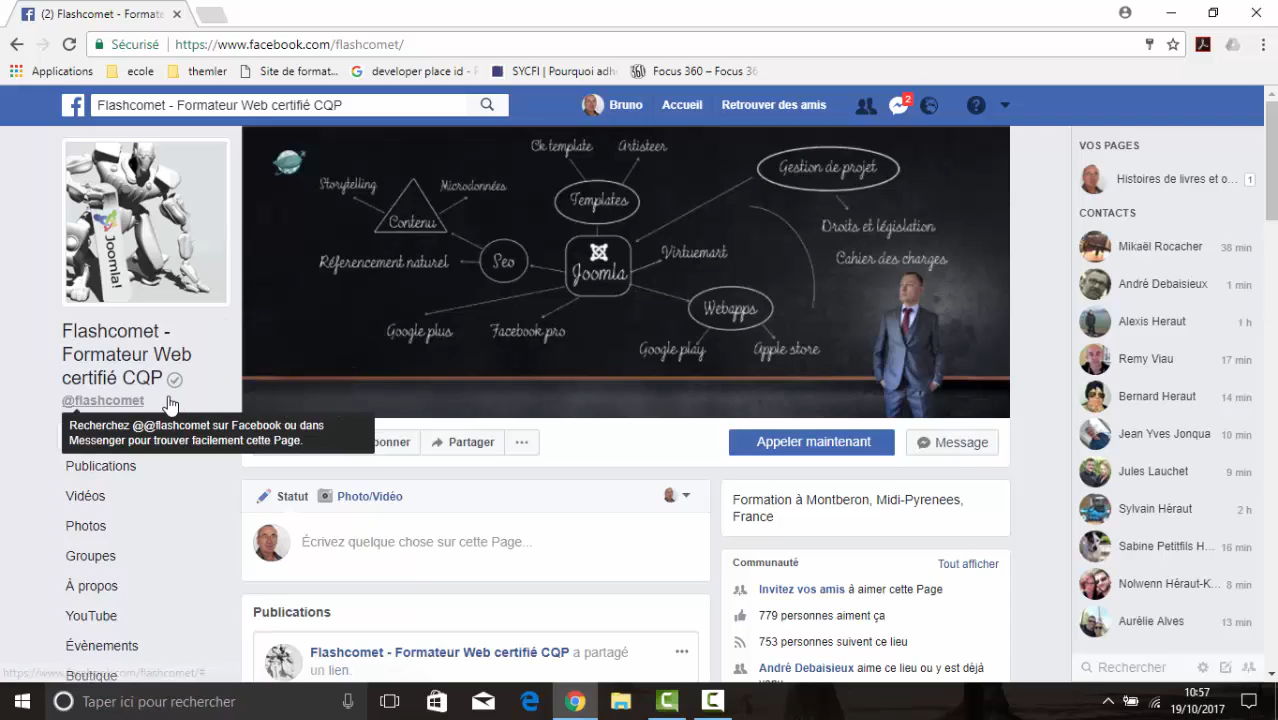 (2) Flashcomet - Formate
Sécurisé
https://www.facebook.com/flashcomet/
Applications
ecole
themler
Site de format...
developer place id -
SYCFI | Pourquoi adh
Focus 360 – Focus 36
Flashcomet - Formateur Web certifié CQP
Bruno
Accueil
Retrouver des amis
2
Joomla!
Flashcomet -
Formateur Web
certifié CQP
@flashcomet
Recherchez @@flashcomet sur Facebook ou dans
Messenger pour trouver facilement cette Page.
Publications
Vidéos
Photos
Groupes
À propos
YouTube
Évènements
Boutique
https://www.facebook.com/flashcomet/#
Ck template
Artisteer
Gestion de projet
Storytelling
Microdonnées
Templates
Contenu
Droits et législation
Réferencement naturel
Seo
Joomla
Virtuemart
Cahier des charges
Webapps
Google plus
Facebook pro
Google play
Apple store
onner
Partager
Appeler maintenant
Message
Statut
Photo/Vidéo
Écrivez quelque chose sur cette Page...
Publications
Flashcomet - Formateur Web certifié CQP a partagé
un lien.
Formation à Montberon, Midi-Pyrenees,
France
Communauté
Tout afficher
Invitez vos amis à aimer cette Page
779 personnes aiment ça
753 personnes suivent ce lieu
André Debaisieux aime ce lieu ou y est déjà
venu
VOS PAGES
Histoires de livres et o...
1
CONTACTS
Mikaël Rocacher 38 min
André Debaisieux 1 min
Alexis Heraut 1 h
Remy Viau 17 min
Bernard Heraut 14 min
Jean Yves Jonqua 10 min
Jules Lauchet 9 min
Sylvain Héraut 2 h
Sabine Petitfils H... 16 min
Nolwenn Héraut-K... 8 min
Aurélie Alves 13 min
Rechercher
Taper ici pour rechercher
10:57
19/10/2017